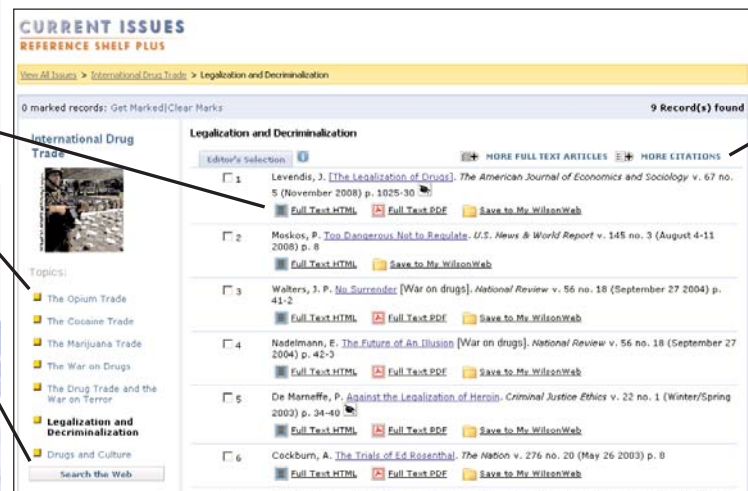 CURRENT ISSUES
REFERENCE SHELF PLUS
View All Issues > International Drug Trade > Legalization and Decriminalization
0 marked records: Get Marked|Clear Marks
9 Record(s) found
International Drug
Trade
Topics:
The Opium Trade
The Cocaine Trade
The Marijuana Trade
The War on Drugs
The Drug Trade and the
War on Terror
Legalization and
Decriminalization
Drugs and Culture
Search the Web
Legalization and Decriminalization
Editor's Selection
MORE FULL TEXT ARTICLES
MORE CITATIONS
1 Levendis, J. [The Legalization of Drugs]. The American Journal of Economics and Sociology v. 67 no.
5 (November 2008) p. 1025-30
Full Text HTML Full Text PDF Save to My WilsonWeb
2 Moskos, P. Too Dangerous Not to Regulate. U.S. News & World Report v. 145 no. 3 (August 4-11
2008) p. 8
Full Text HTML Save to My WilsonWeb
3 Walters, J. P. No Surrender [War on drugs]. National Review v. 56 no. 18 (September 27 2004) p.
41-2
Full Text HTML Full Text PDF Save to My WilsonWeb
4 Nadelmann, E. The Future of An Illusion [War on drugs]. National Review v. 56 no. 18 (September 27
2004) p. 42-3
Full Text HTML Full Text PDF Save to My WilsonWeb
5 De Marneffe, P. Against the Legalization of Heroin. Criminal Justice Ethics v. 22 no. 1 (Winter/Spring
2003) p. 34-40
Full Text HTML Full Text PDF Save to My WilsonWeb
6 Cockburn, A. The Trials of Ed Rosenthal. The Nation v. 276 no. 20 (May 26 2003) p. 8
Full Text HTML Full Text PDF Save to My WilsonWeb